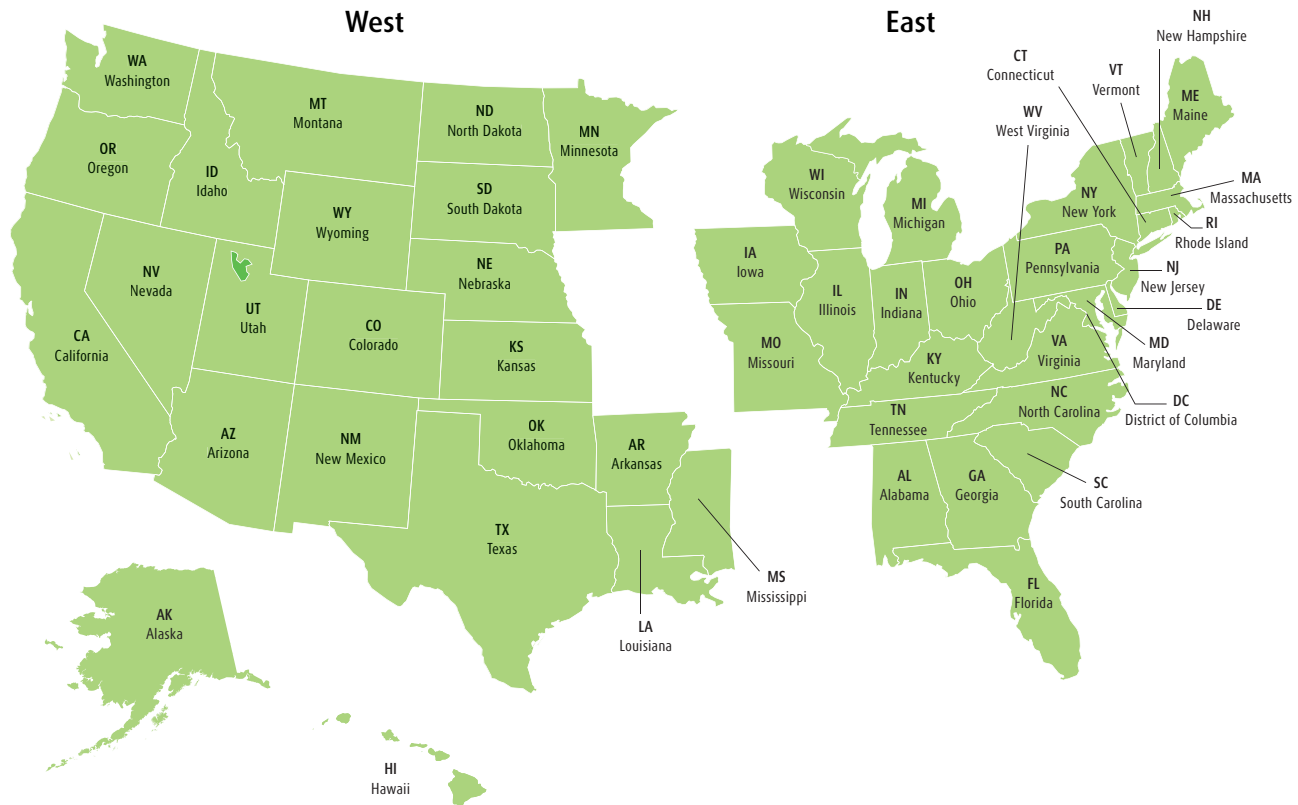 West
East
WA
Washington
OR
Oregon
CA
California
ID
Idaho
NV
Nevada
MT
Montana
WY
Wyoming
UT
Utah
AZ
Arizona
CO
Colorado
NM
New Mexico
ND
North Dakota
SD
South Dakota
NE
Nebraska
KS
Kansas
OK
Oklahoma
TX
Texas
MN
Minnesota
AR
Arkansas
LA
Louisiana
MS
Mississippi
AK
Alaska
HI
Hawaii
WI
Wisconsin
MI
Michigan
IA
Iowa
IL
Illinois
IN
Indiana
OH
Ohio
MO
Missouri
KY
Kentucky
TN
Tennessee
AL
Alabama
GA
Georgia
FL
Florida
SC
South Carolina
NC
North Carolina
VA
Virginia
WV
West Virginia
DC
District of Columbia
MD
Maryland
DE
Delaware
NJ
New Jersey
PA
Pennsylvania
NY
New York
CT
Connecticut
RI
Rhode Island
MA
Massachusetts
VT
Vermont
NH
New Hampshire
ME
Maine